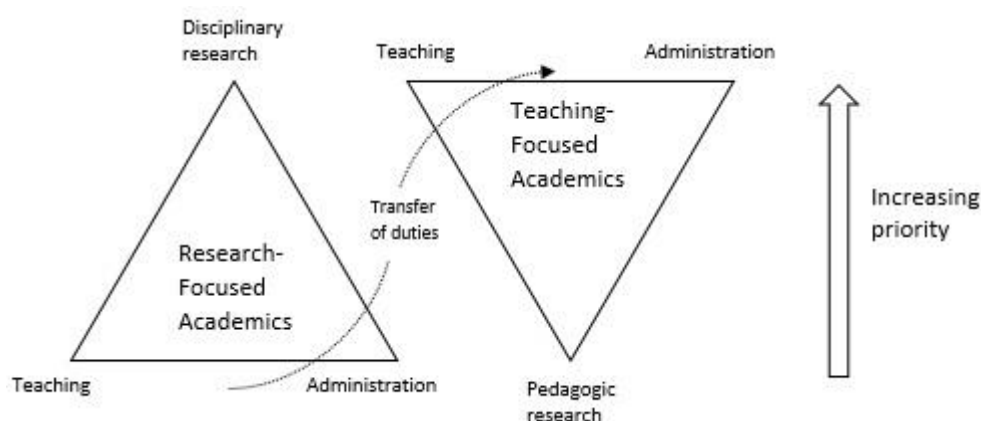 Disciplinary
research
Teaching
Administration
Teaching-
Focused
Academics
Transfer
of duties
Increasing
priority
Research-
Focused
Academics
Teaching
Administration
Pedagogic
research